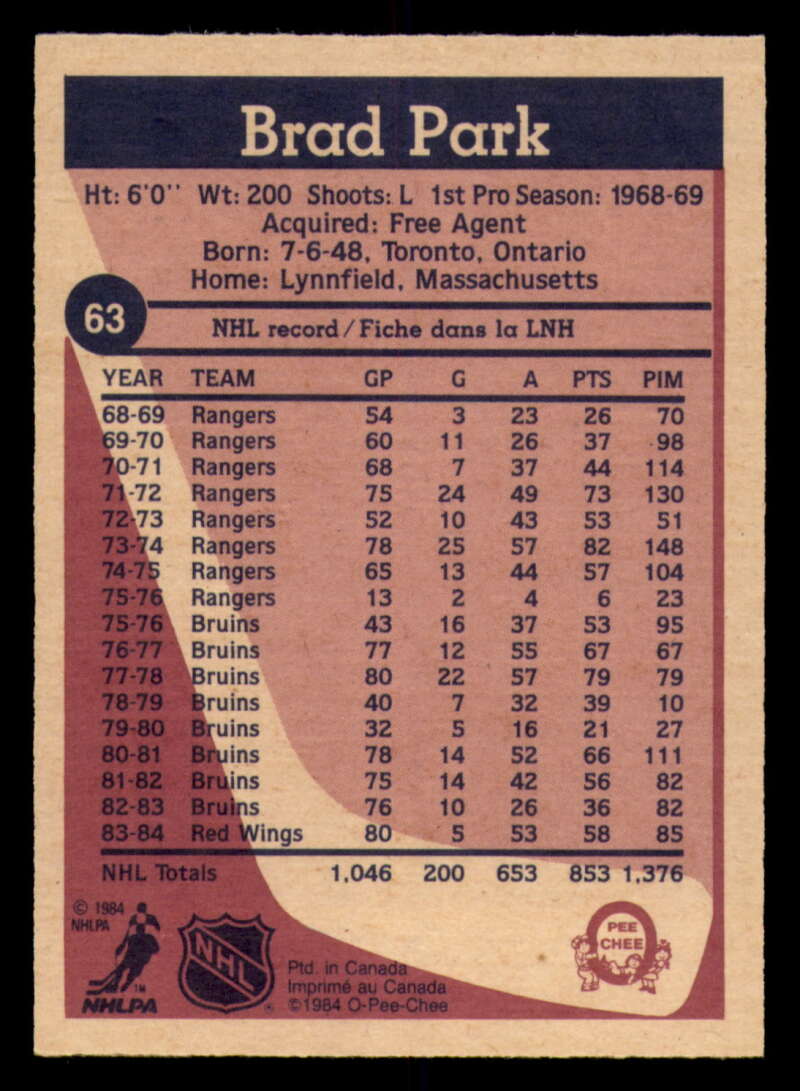 Brad Park
Ht: 6'0'' Wt: 200 Shoots: L 1st Pro Season: 1968-69
Acquired: Free Agent
Born: 7-6-48, Toronto, Ontario
Home: Lynnfield, Massachusetts
63
NHL record/Fiche dans la LNH
YEAR TEAM GP G A PTS PIM
68-69 Rangers 54 3 23 26 70
69-70 Rangers 60 11 26 37 98
70-71 Rangers 68 7 37 44 114
71-72 Rangers 75 24 49 73 130
72-73 Rangers 52 10 43 53 51
73-74 Rangers 78 25 57 82 148
74-75 Rangers 65 13 44 57 104
75-76 Rangers 13 2 4 6 23
75-76 Bruins 43 16 37 53 95
76-77 Bruins 77 12 55 67 67
77-78 Bruins 80 22 57 79 79
78-79 Bruins 40 7 32 39 10
79-80 Bruins 32 5 16 21 27
80-81 Bruins 78 14 52 66 111
81-82 Bruins 75 14 42 56 82
82-83 Bruins 76 10 26 36 82
83-84 Red Wings 80 5 53 58 85
NHL Totals 1,046 200 653 853 1,376
© 1984
NHLPA
TM
NHLPA
NHL
Ptd. in Canada
Imprimé au Canada
©1984 O-Pee-Chee
O
PEE
CHEE